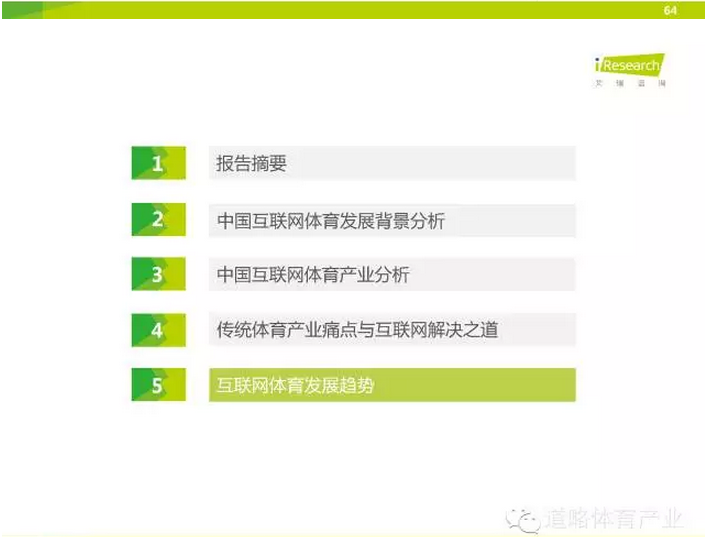 64
iResearch
艾瑞咨询
1 报告摘要
2 中国互联网体育发展背景分析
3 中国互联网体育产业分析
4 传统体育产业痛点与互联网解决之道
5 互联网体育发展趋势
道略体育产业